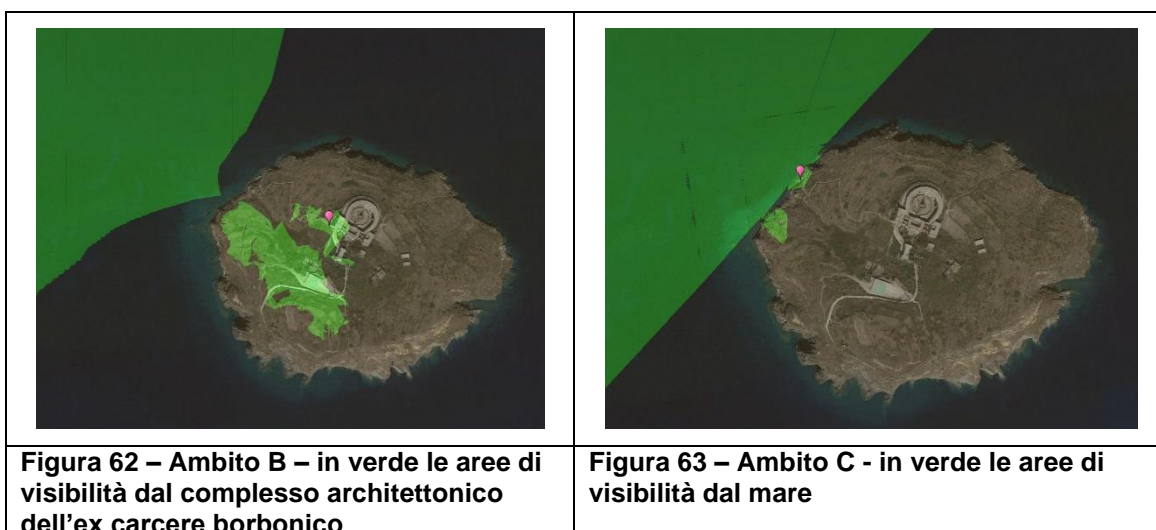 Figura 62 – Ambito B – in verde le aree di
visibilità dal complesso architettonico
dell'ex carcere borbonico
Figura 63 – Ambito C - in verde le aree di
visibilità dal mare